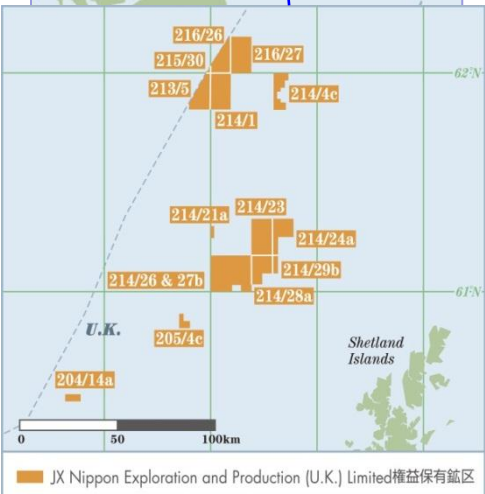 216/26
216/27
215/30
62°N
213/5
214/4c
214/1
214/23
214/21a
214/24a
214/29b
214/26 & 27b
61°N
214/28a
U.K.
205/4c
Shetland
Islands
204/14a
0 50 100km
JX Nippon Exploration and Production (U.K.) Limited権益保有鉱区